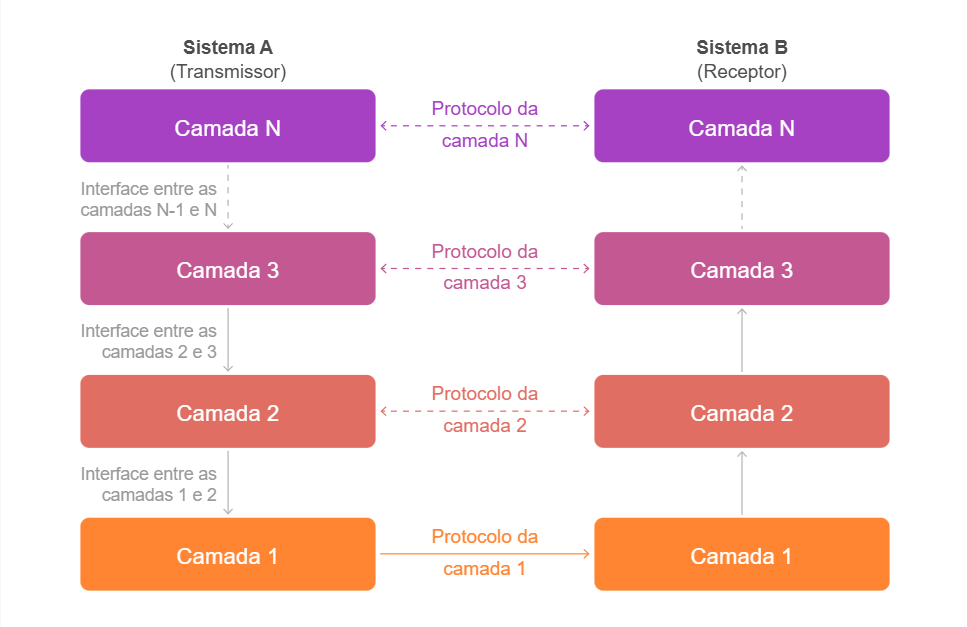 Sistema A
(Transmissor)
Sistema B
(Receptor)
Camada N
Protocolo da
camada N
Camada N
Interface entre as
camadas N-1 e N
Camada 3
Protocolo da
camada 3
Camada 3
Interface entre as
camadas 2 e 3
Camada 2
Protocolo da
camada 2
Camada 2
Interface entre as
camadas 1 e 2
Camada 1
Protocolo da
camada 1
Camada 1